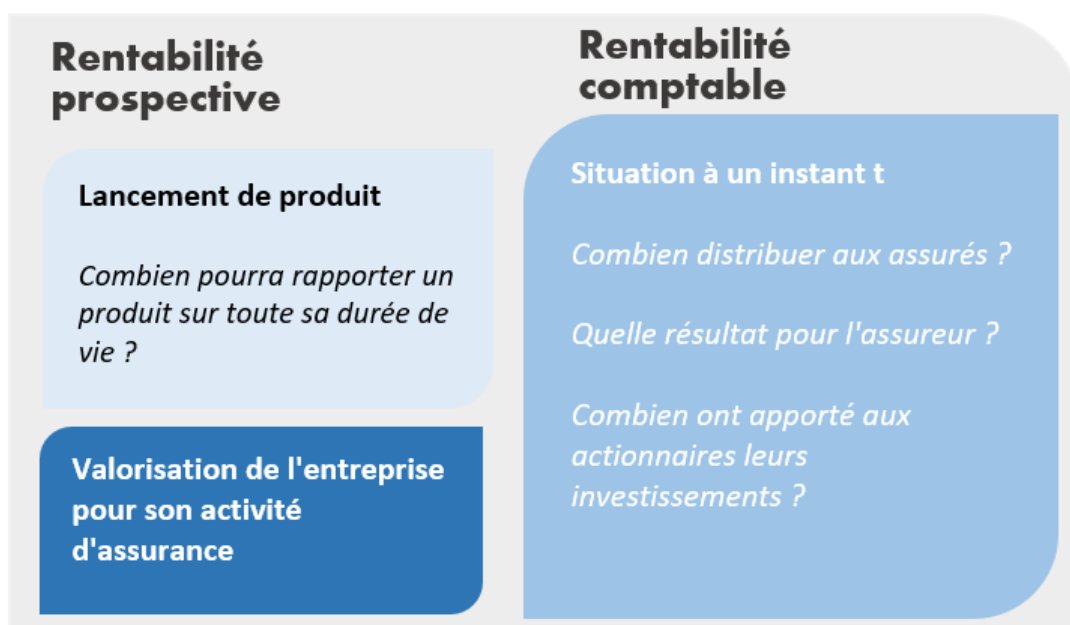 Rentabilité
prospective
Lancement de produit
Combien pourra rapporter un
produit sur toute sa durée de
vie ?
Valorisation de l'entreprise
pour son activité
d'assurance
Rentabilité
comptable
Situation à un instant t
Combien distribuer aux assurés ?
Quelle résultat pour l'assureur ?
Combien ont apporté aux
actionnaires leurs
investissements ?